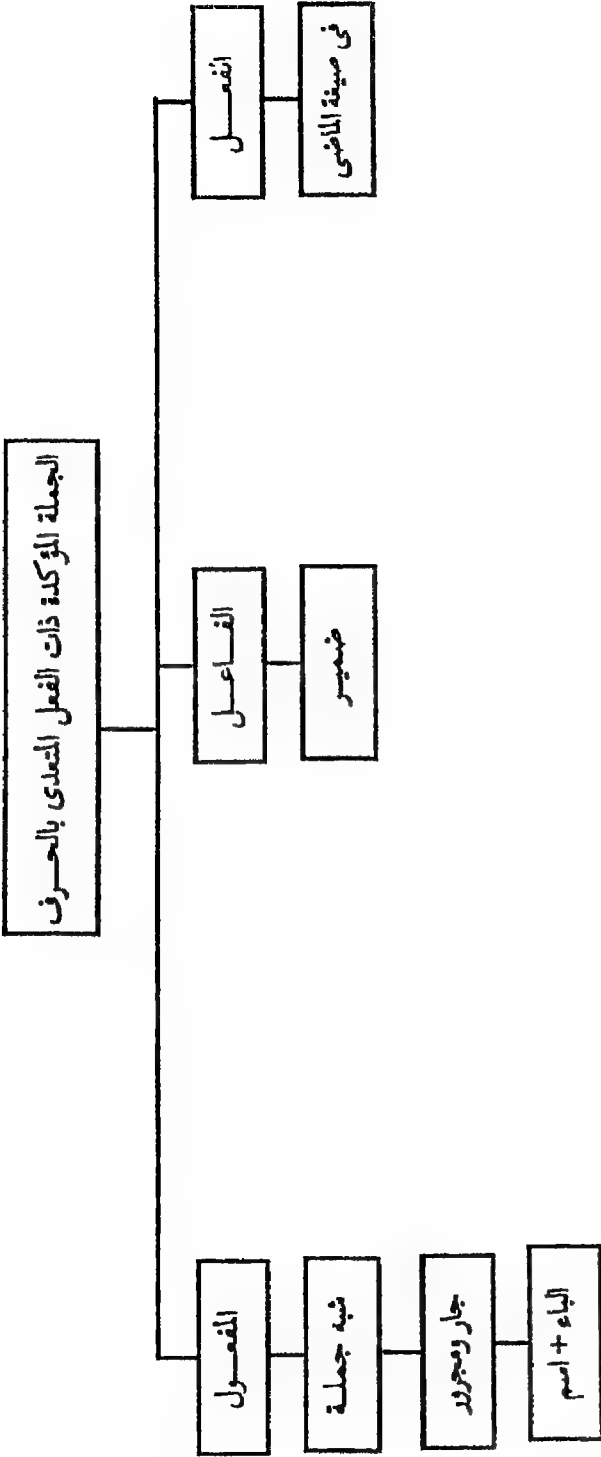 الجملة المؤكدة ذات الفعل المتعدى بالحرف
الفعل
فى صيغة الماضى
الفاعل
ضمير
المفعول
شبه جملة
جار ومجرور
الباء + اسم